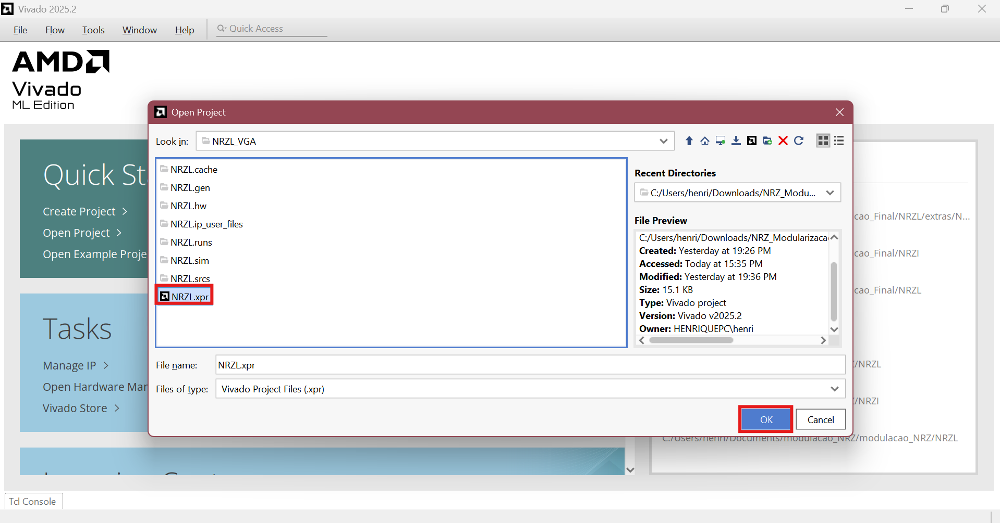 Vivado 2025.2
File Flow Tools Window Help Quick Access
AMD
Vivado
ML Edition
Open Project
Look in: NRZL_VGA
NRZL.cache
NRZL.gen
NRZL.hw
NRZL.ip_user_files
NRZL.runs
NRZL.sim
NRZL.srcs
NRZL.xpr
Recent Directories
C:/Users/henri/Downloads/NRZ_Modu...
File Preview
C:/Users/henri/Downloads/NRZ_Modularizaca
Created: Yesterday at 19:26 PM
Accessed: Today at 15:35 PM
Modified: Yesterday at 19:36 PM
Size: 15.1 KB
Type: Vivado project
Version: Vivado v2025.2
Owner: HENRIQUEPC\henri
File name: NRZL.xpr
Files of type: Vivado Project Files (.xpr)
OK Cancel
Quick St
Create Project >
Open Project >
Open Example Proje
Tasks
Manage IP >
Open Hardware Man
Vivado Store >
cao_Final/NRZL/extras/N...
cao_Final/NRZI
cao_Final/NRZL
Z/NRZL
Z/NRZI
C:/Users/henri/Documents/modulacao_NRZ/modulacao_NRZ/NRZL
Tcl Console